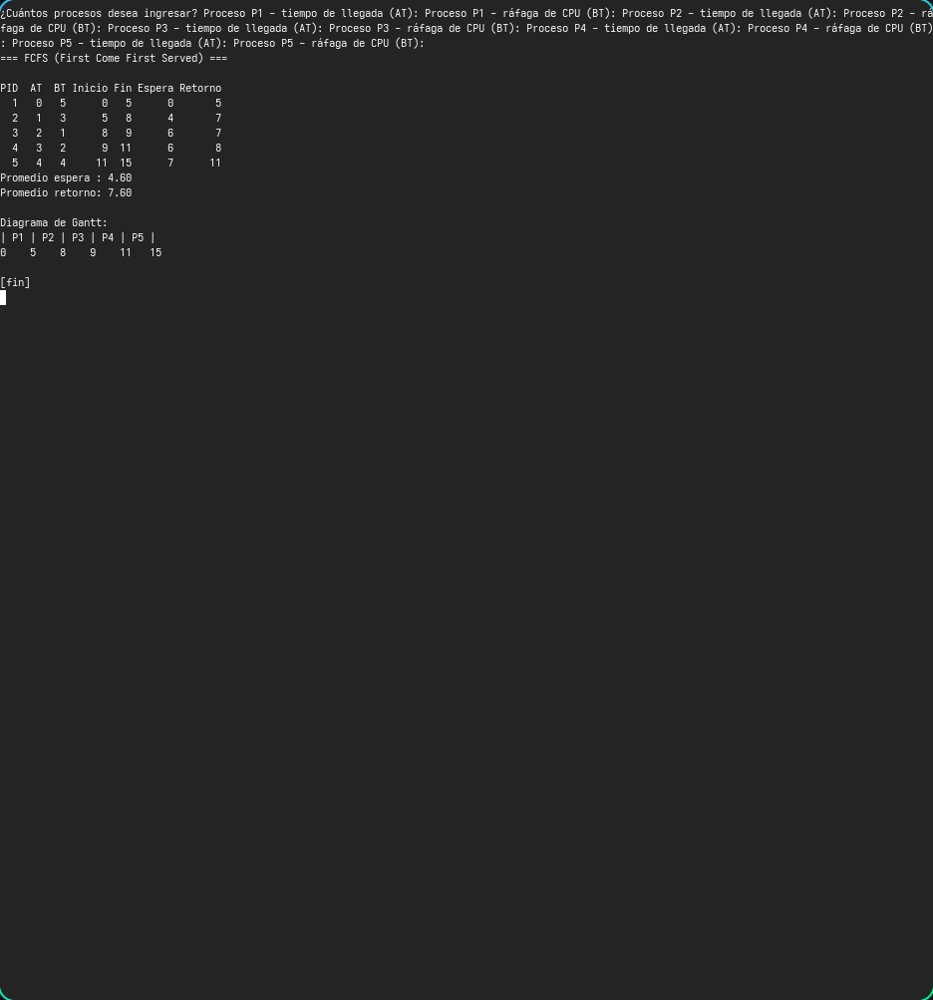 ¿Cuántos procesos desea ingresar? Proceso P1 - tiempo de llegada (AT): Proceso P1 - ráfaga de CPU (BT): Proceso P2 - tiempo de llegada (AT): Proceso P2 - rá
faga de CPU (BT): Proceso P3 - tiempo de llegada (AT): Proceso P3 - ráfaga de CPU (BT): Proceso P4 - tiempo de llegada (AT): Proceso P4 - ráfaga de CPU (BT)
: Proceso P5 - tiempo de llegada (AT): Proceso P5 - ráfaga de CPU (BT):
=== FCFS (First Come First Served) ===
PID  AT  BT Inicio Fin Espera Retorno
  1   0   5      0   5      0       5
  2   1   3      5   8      4       7
  3   2   1      8   9      6       7
  4   3   2      9  11      6       8
  5   4   4     11  15      7      11
Promedio espera : 4.60
Promedio retorno: 7.60
Diagrama de Gantt:
| P1 | P2 | P3 | P4 | P5 |
0    5    8    9    11   15
[fin]